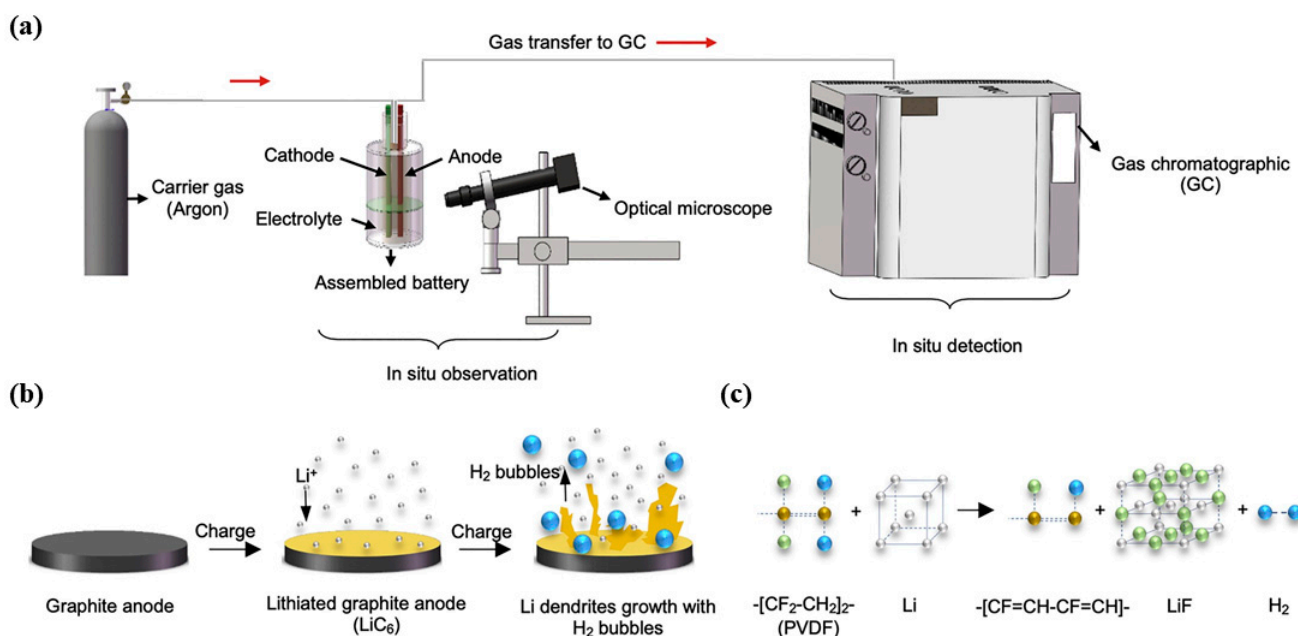 (a)
Gas transfer to GC
Cathode
Anode
Carrier gas
(Argon)
Electrolyte
Optical microscope
Gas chromatographic
(GC)
Assembled battery
In situ observation
In situ detection
(b)
Li⁺
H₂ bubbles
Charge
Charge
Graphite anode
Lithiated graphite anode
(LiC₆)
Li dendrites growth with
H₂ bubbles
(c)
+
+
+
-[CF₂-CH₂]₂-
(PVDF)
Li
-[CF=CH-CF=CH]-
LiF
H₂